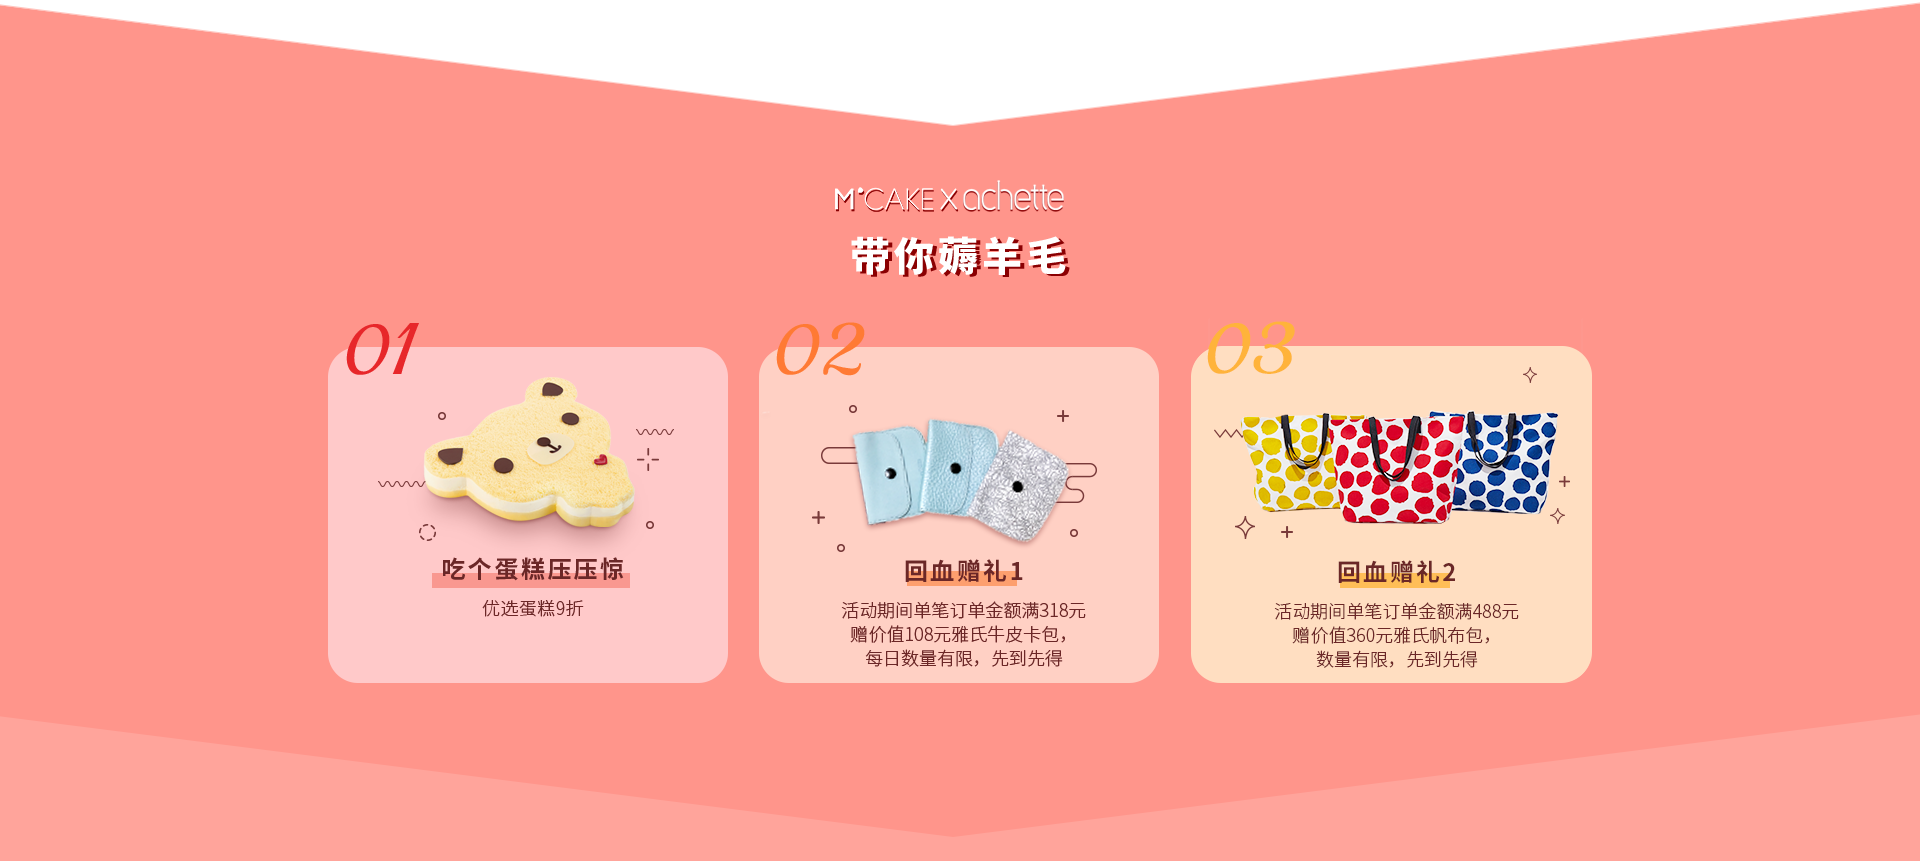 M'CAKE X achette
带你薅羊毛
01
吃个蛋糕压压惊
优选蛋糕9折
02
回血赠礼1
活动期间单笔订单金额满318元
赠价值108元雅氏牛皮卡包，
每日数量有限，先到先得
03
回血赠礼2
活动期间单笔订单金额满488元
赠价值360元雅氏帆布包，
数量有限，先到先得